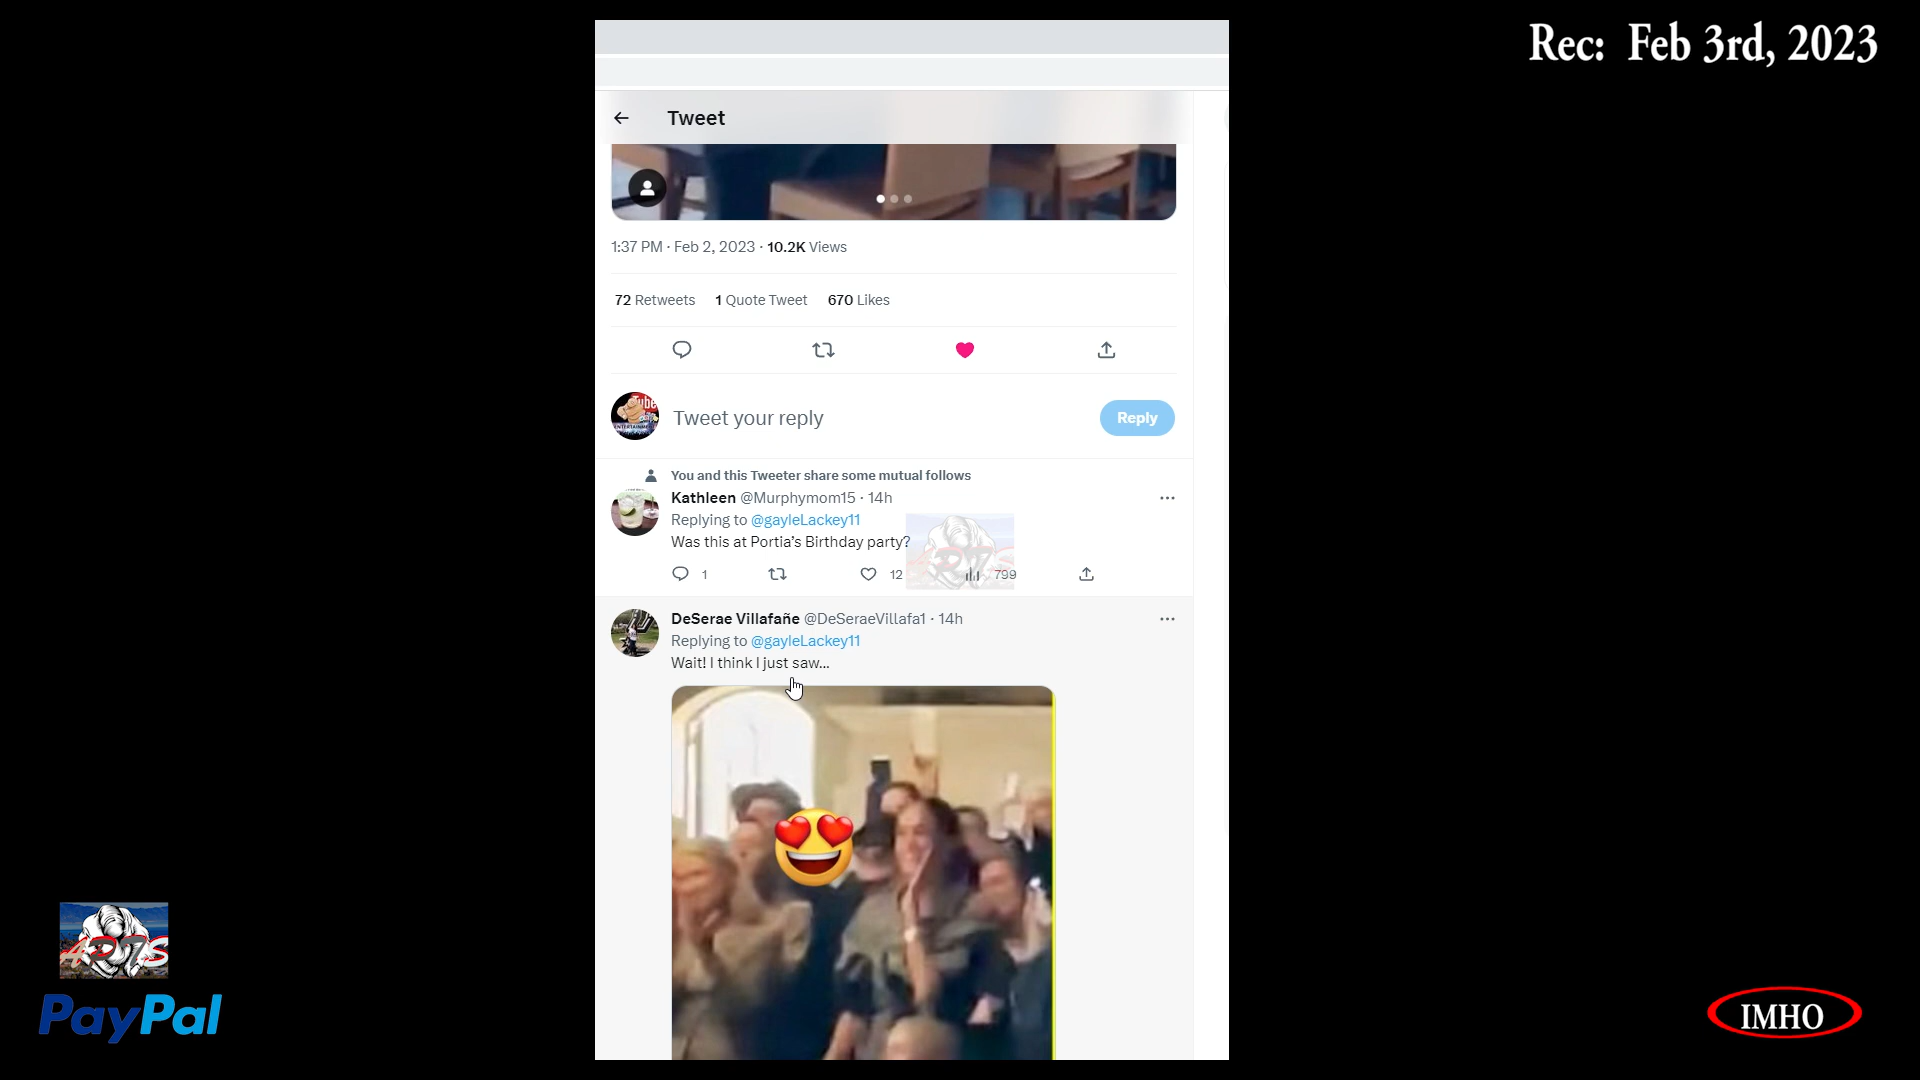 Rec: Feb 3rd, 2023
Tweet
1:37 PM · Feb 2, 2023 · 10.2K Views
72 Retweets 1 Quote Tweet 670 Likes
Tweet your reply
Reply
You and this Tweeter share some mutual follows
Kathleen @Murphymom15 · 14h
Replying to @gayleLackey11
Was this at Portia’s Birthday party?
1 12 799
DeSerae Villafañe @DeSeraeVillafa1 · 14h
Replying to @gayleLackey11
Wait! I think I just saw...
PayPal
IMHO